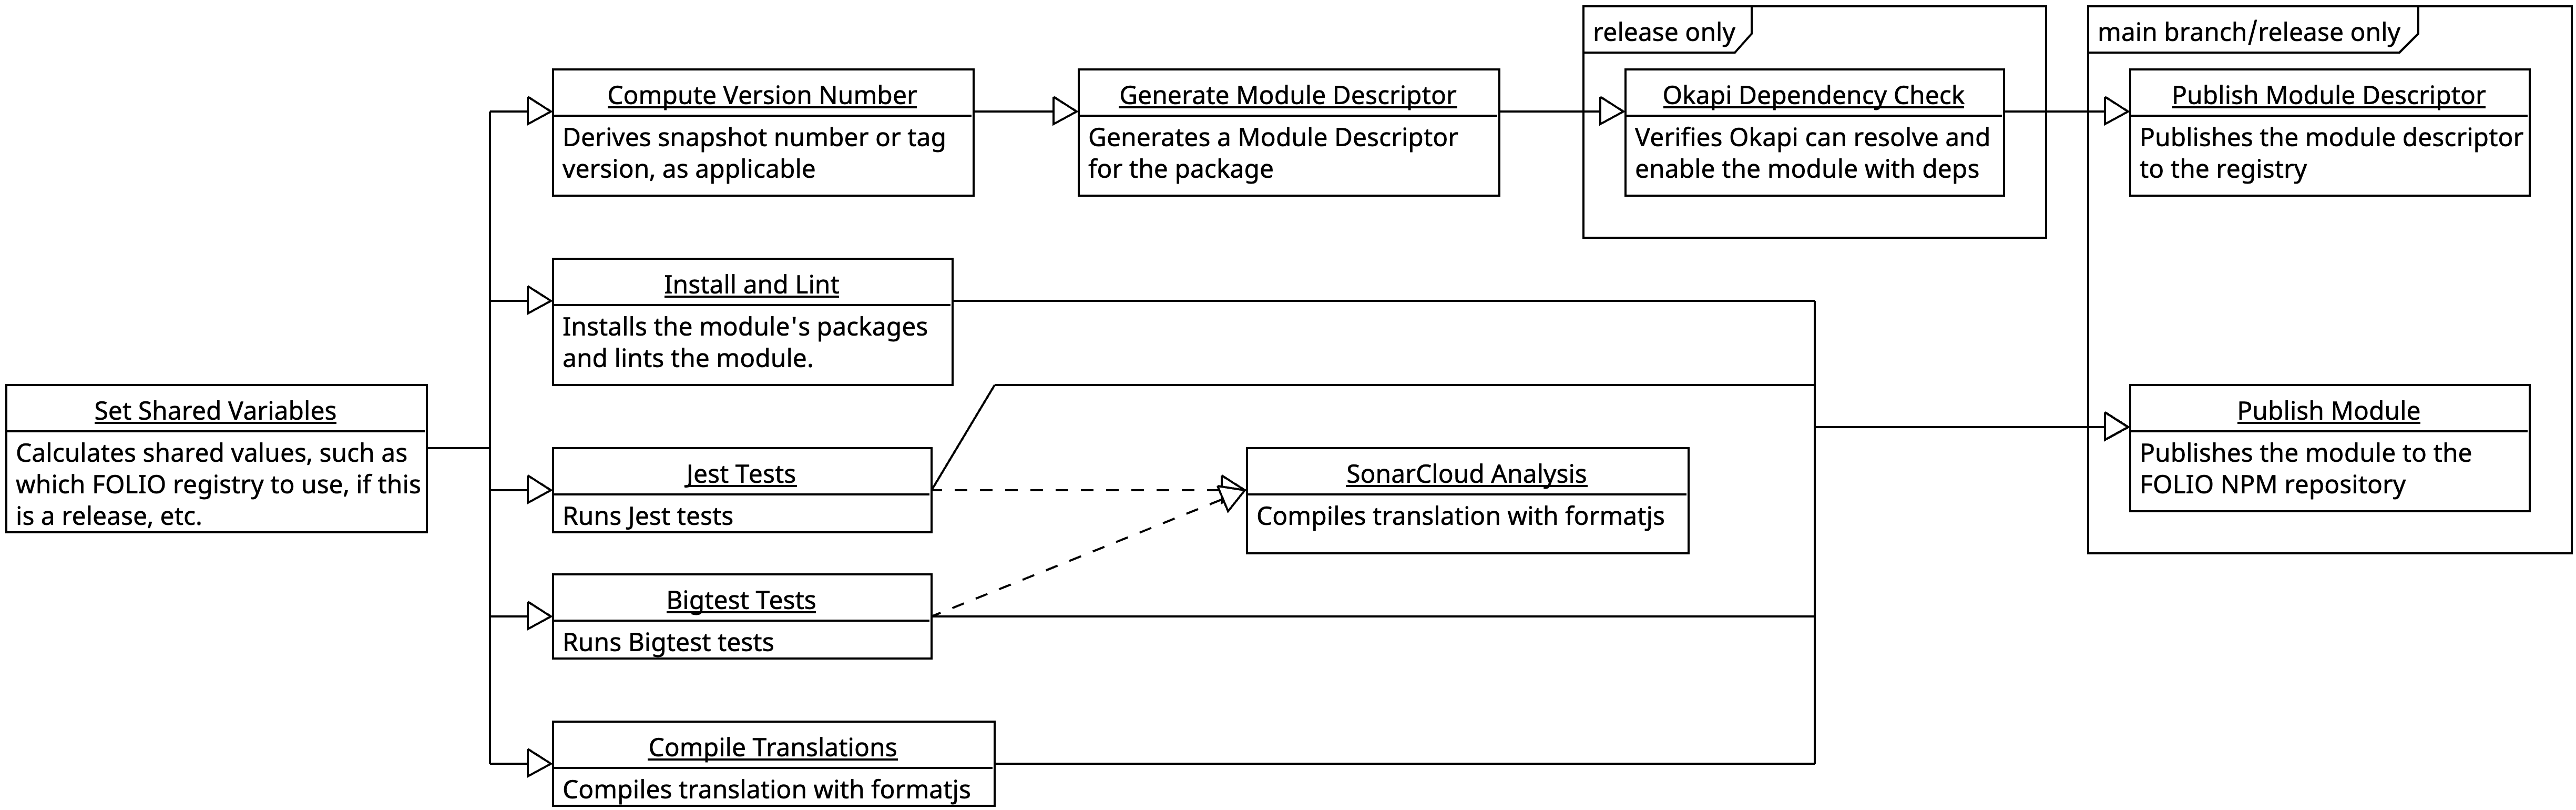 release only
main branch/release only
Compute Version Number
Derives snapshot number or tag
version, as applicable
Generate Module Descriptor
Generates a Module Descriptor
for the package
Okapi Dependency Check
Verifies Okapi can resolve and
enable the module with deps
Publish Module Descriptor
Publishes the module descriptor
to the registry
Install and Lint
Installs the module's packages
and lints the module.
Set Shared Variables
Calculates shared values, such as
which FOLIO registry to use, if this
is a release, etc.
Jest Tests
Runs Jest tests
SonarCloud Analysis
Compiles translation with formatjs
Publish Module
Publishes the module to the
FOLIO NPM repository
Bigtest Tests
Runs Bigtest tests
Compile Translations
Compiles translation with formatjs